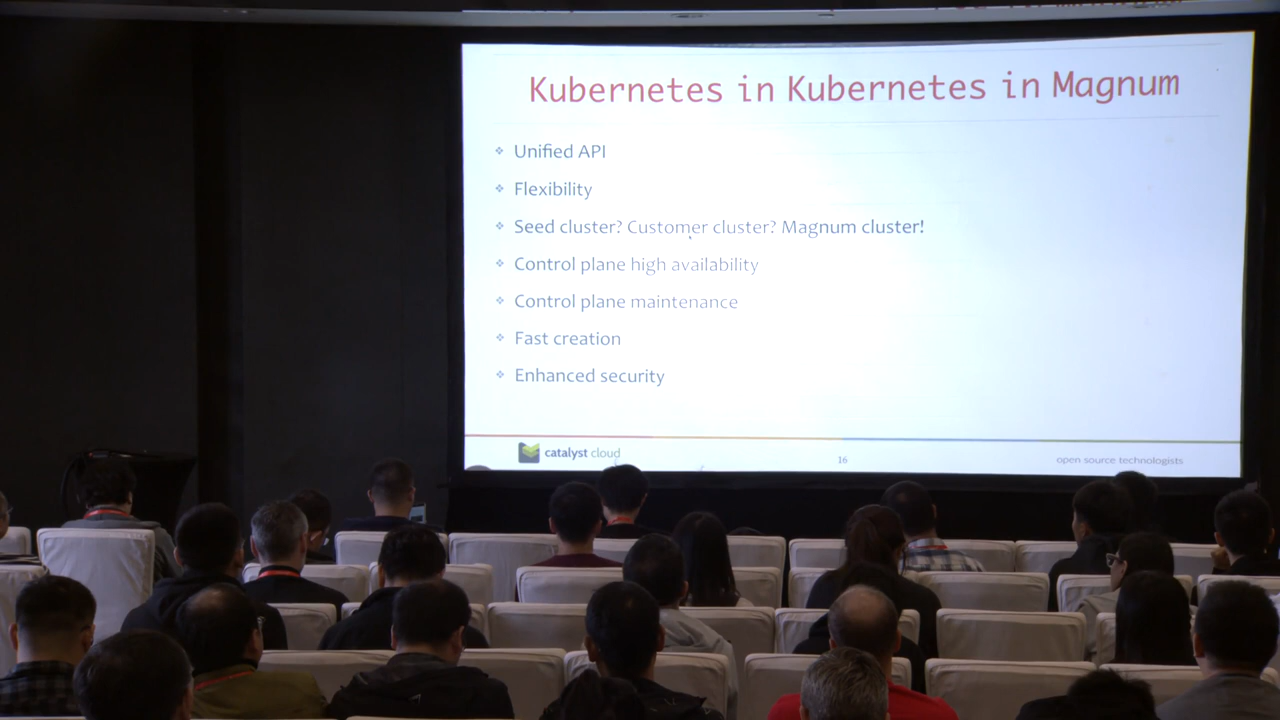 Kubernetes in Kubernetes in Magnum
Unified API
Flexibility
Seed cluster? Customer cluster? Magnum cluster!
Control plane high availability
Control plane maintenance
Fast creation
Enhanced security
catalyst cloud
16
open source technologists